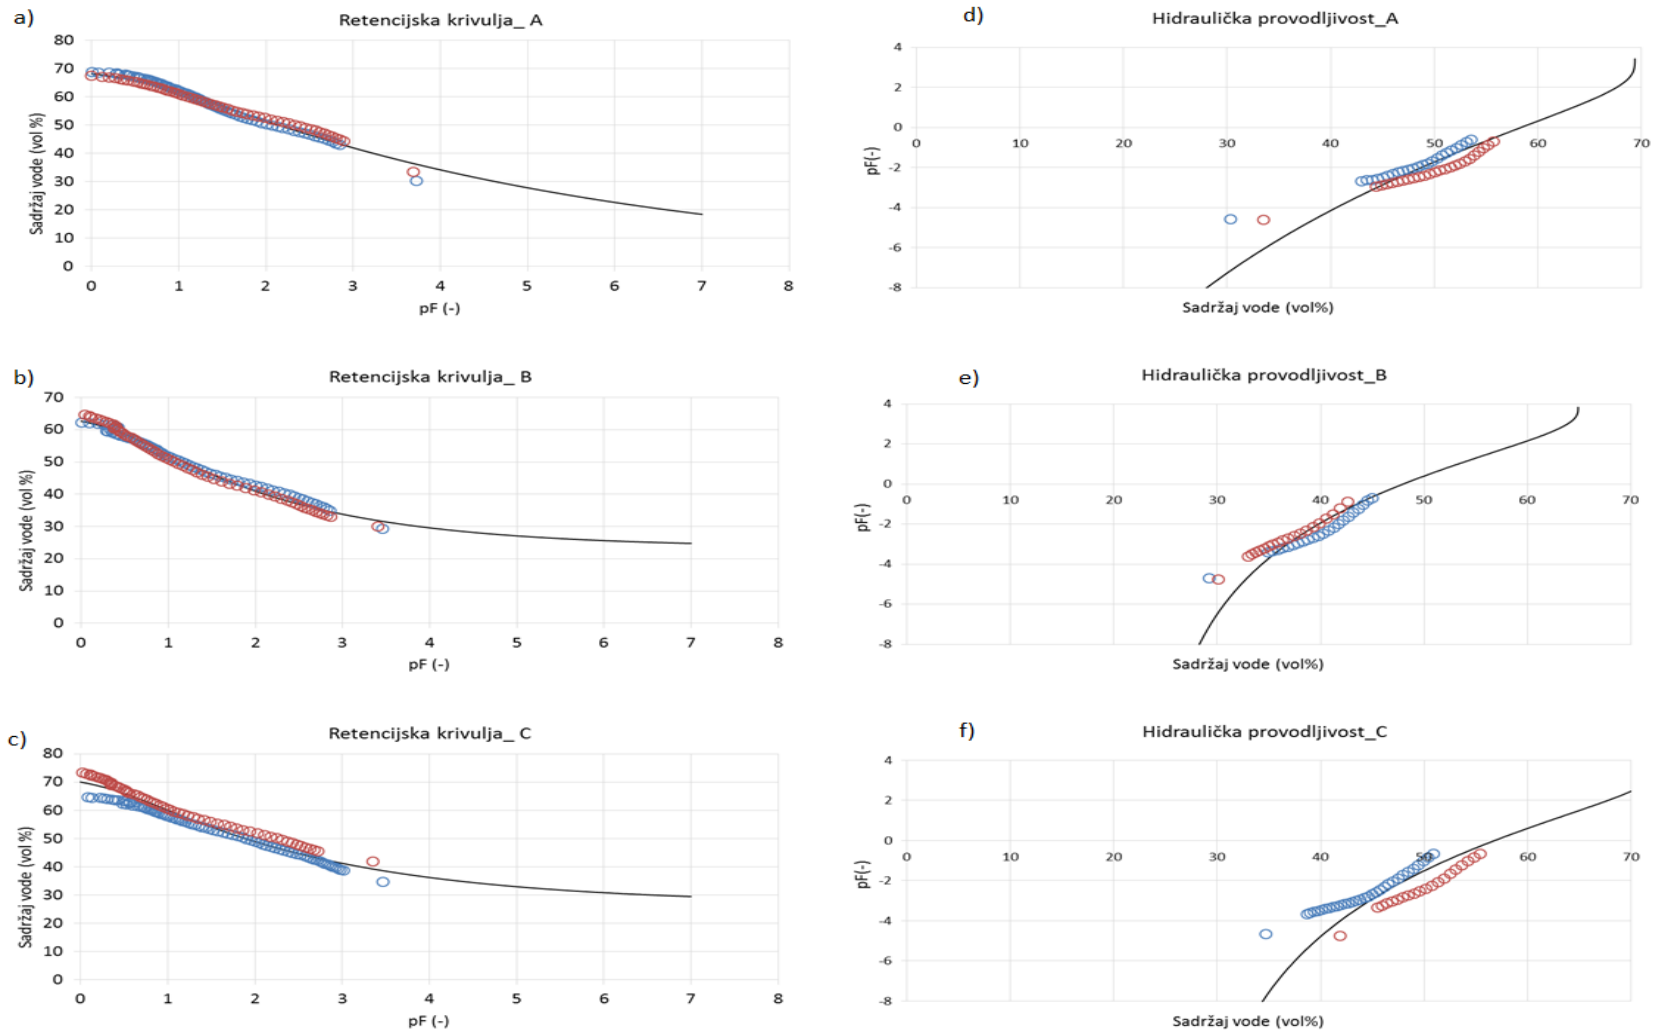 a)
Retencijska krivulja_ A
Sadržaj vode (vol %)
80
70
60
50
40
30
20
10
0
0 1 2 3 4 5 6 7 8
pF (-)
d)
Hidraulička provodljivost_A
pF(-)
4
2
0
-2
-4
-6
-8
0 10 20 30 40 50 60 70
Sadržaj vode (vol%)
b)
Retencijska krivulja_ B
Sadržaj vode (vol %)
70
60
50
40
30
20
10
0
0 1 2 3 4 5 6 7 8
pF (-)
e)
Hidraulička provodljivost_B
pF(-)
4
2
0
-2
-4
-6
-8
0 10 20 30 40 50 60 70
Sadržaj vode (vol%)
c)
Retencijska krivulja_ C
Sadržaj vode (vol %)
80
70
60
50
40
30
20
10
0
0 1 2 3 4 5 6 7 8
pF (-)
f)
Hidraulička provodljivost_C
pF(-)
4
2
0
-2
-4
-6
-8
0 10 20 30 40 50 60 70
Sadržaj vode (vol%)